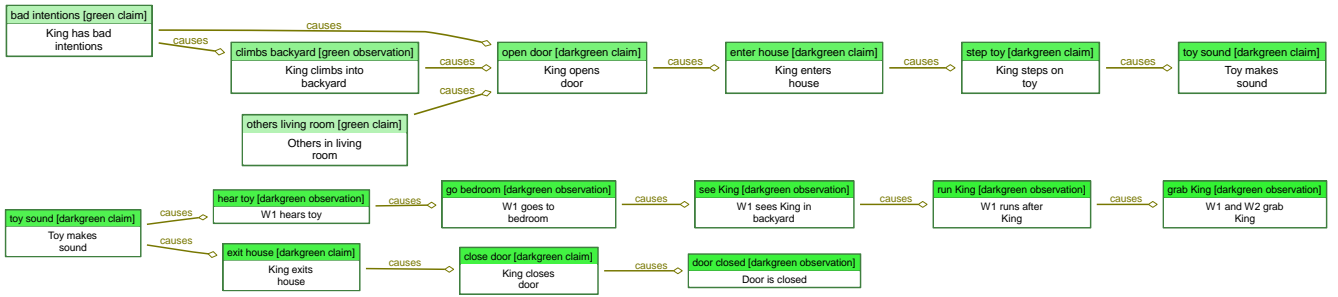 bad intentions [green claim]
King has bad
intentions
causes
causes
climbs backyard [green observation]
King climbs into
backyard
causes
others living room [green claim]
Others in living
room
causes
open door [darkgreen claim]
King opens
door
causes
enter house [darkgreen claim]
King enters
house
causes
step toy [darkgreen claim]
King steps on
toy
causes
toy sound [darkgreen claim]
Toy makes
sound
toy sound [darkgreen claim]
Toy makes
sound
causes
hear toy [darkgreen observation]
W1 hears toy
causes
go bedroom [darkgreen observation]
W1 goes to
bedroom
causes
see King [darkgreen observation]
W1 sees King in
backyard
causes
run King [darkgreen observation]
W1 runs after
King
causes
grab King [darkgreen observation]
W1 and W2 grab
King
causes
exit house [darkgreen claim]
King exits
house
causes
close door [darkgreen claim]
King closes
door
causes
door closed [darkgreen observation]
Door is closed